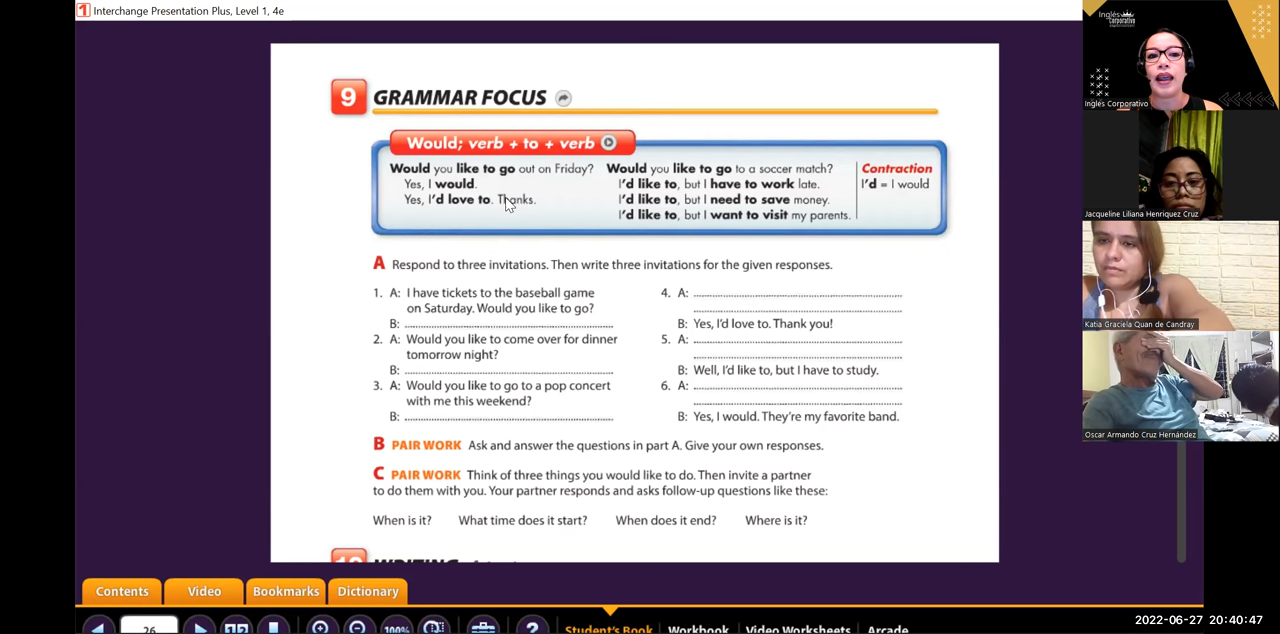 Interchange Presentation Plus, Level 1, 4e
9 GRAMMAR FOCUS
Would; verb + to + verb
Would you like to go out on Friday?
Yes, I would.
Yes, I'd love to. Thanks.
Would you like to go to a soccer match?
I'd like to, but I have to work late.
I'd like to, but I need to save money.
I'd like to, but I want to visit my parents.
Contraction
I'd = I would
A Respond to three invitations. Then write three invitations for the given responses.
1. A: I have tickets to the baseball game
on Saturday. Would you like to go?
B:
2. A: Would you like to come over for dinner
tomorrow night?
B:
3. A: Would you like to go to a pop concert
with me this weekend?
B:
4. A:
B: Yes, I'd love to. Thank you!
5. A:
B: Well, I'd like to, but I have to study.
6. A:
B: Yes, I would. They're my favorite band.
B PAIR WORK Ask and answer the questions in part A. Give your own responses.
C PAIR WORK Think of three things you would like to do. Then invite a partner
to do them with you. Your partner responds and asks follow-up questions like these:
When is it? What time does it start? When does it end? Where is it?
Contents Video Bookmarks Dictionary
26 100% ? Student's Book Workbook Video Worksheets Arcade
Inglés
Corporativo
Inglés Corporativo
Jacqueline Liliana Henriquez Cruz
Katia Graciela Quan de Candray
Oscar Armando Cruz Hernández
2022-06-27 20:40:47